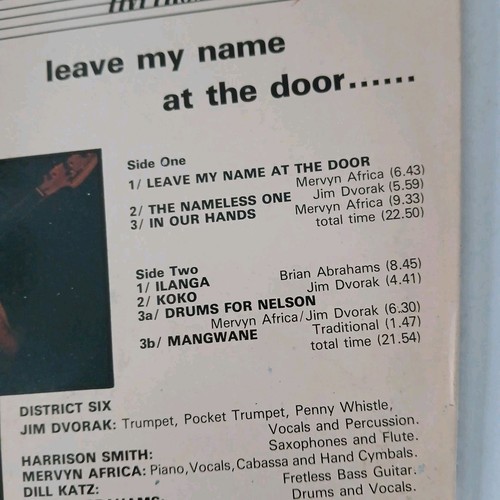 leave my name
at the door......
Side One
1/ LEAVE MY NAME AT THE DOOR
Mervyn Africa (6.43)
2/ THE NAMELESS ONE Jim Dvorak (5.59)
3/ IN OUR HANDS Mervyn Africa (9.33)
total time (22.50)
Side Two
1/ ILANGA Brian Abrahams (8.45)
2/ KOKO Jim Dvorak (4.41)
3a/ DRUMS FOR NELSON
Mervyn Africa/Jim Dvorak (6.30)
3b/ MANGWANE Traditional (1.47)
total time (21.54)
DISTRICT SIX
JIM DVORAK: Trumpet, Pocket Trumpet, Penny Whistle,
Vocals and Percussion.
HARRISON SMITH: Saxophones and Flute.
MERVYN AFRICA: Piano,Vocals,Cabassa and Hand Cymbals.
DILL KATZ: Fretless Bass Guitar.
Drums and Vocals.